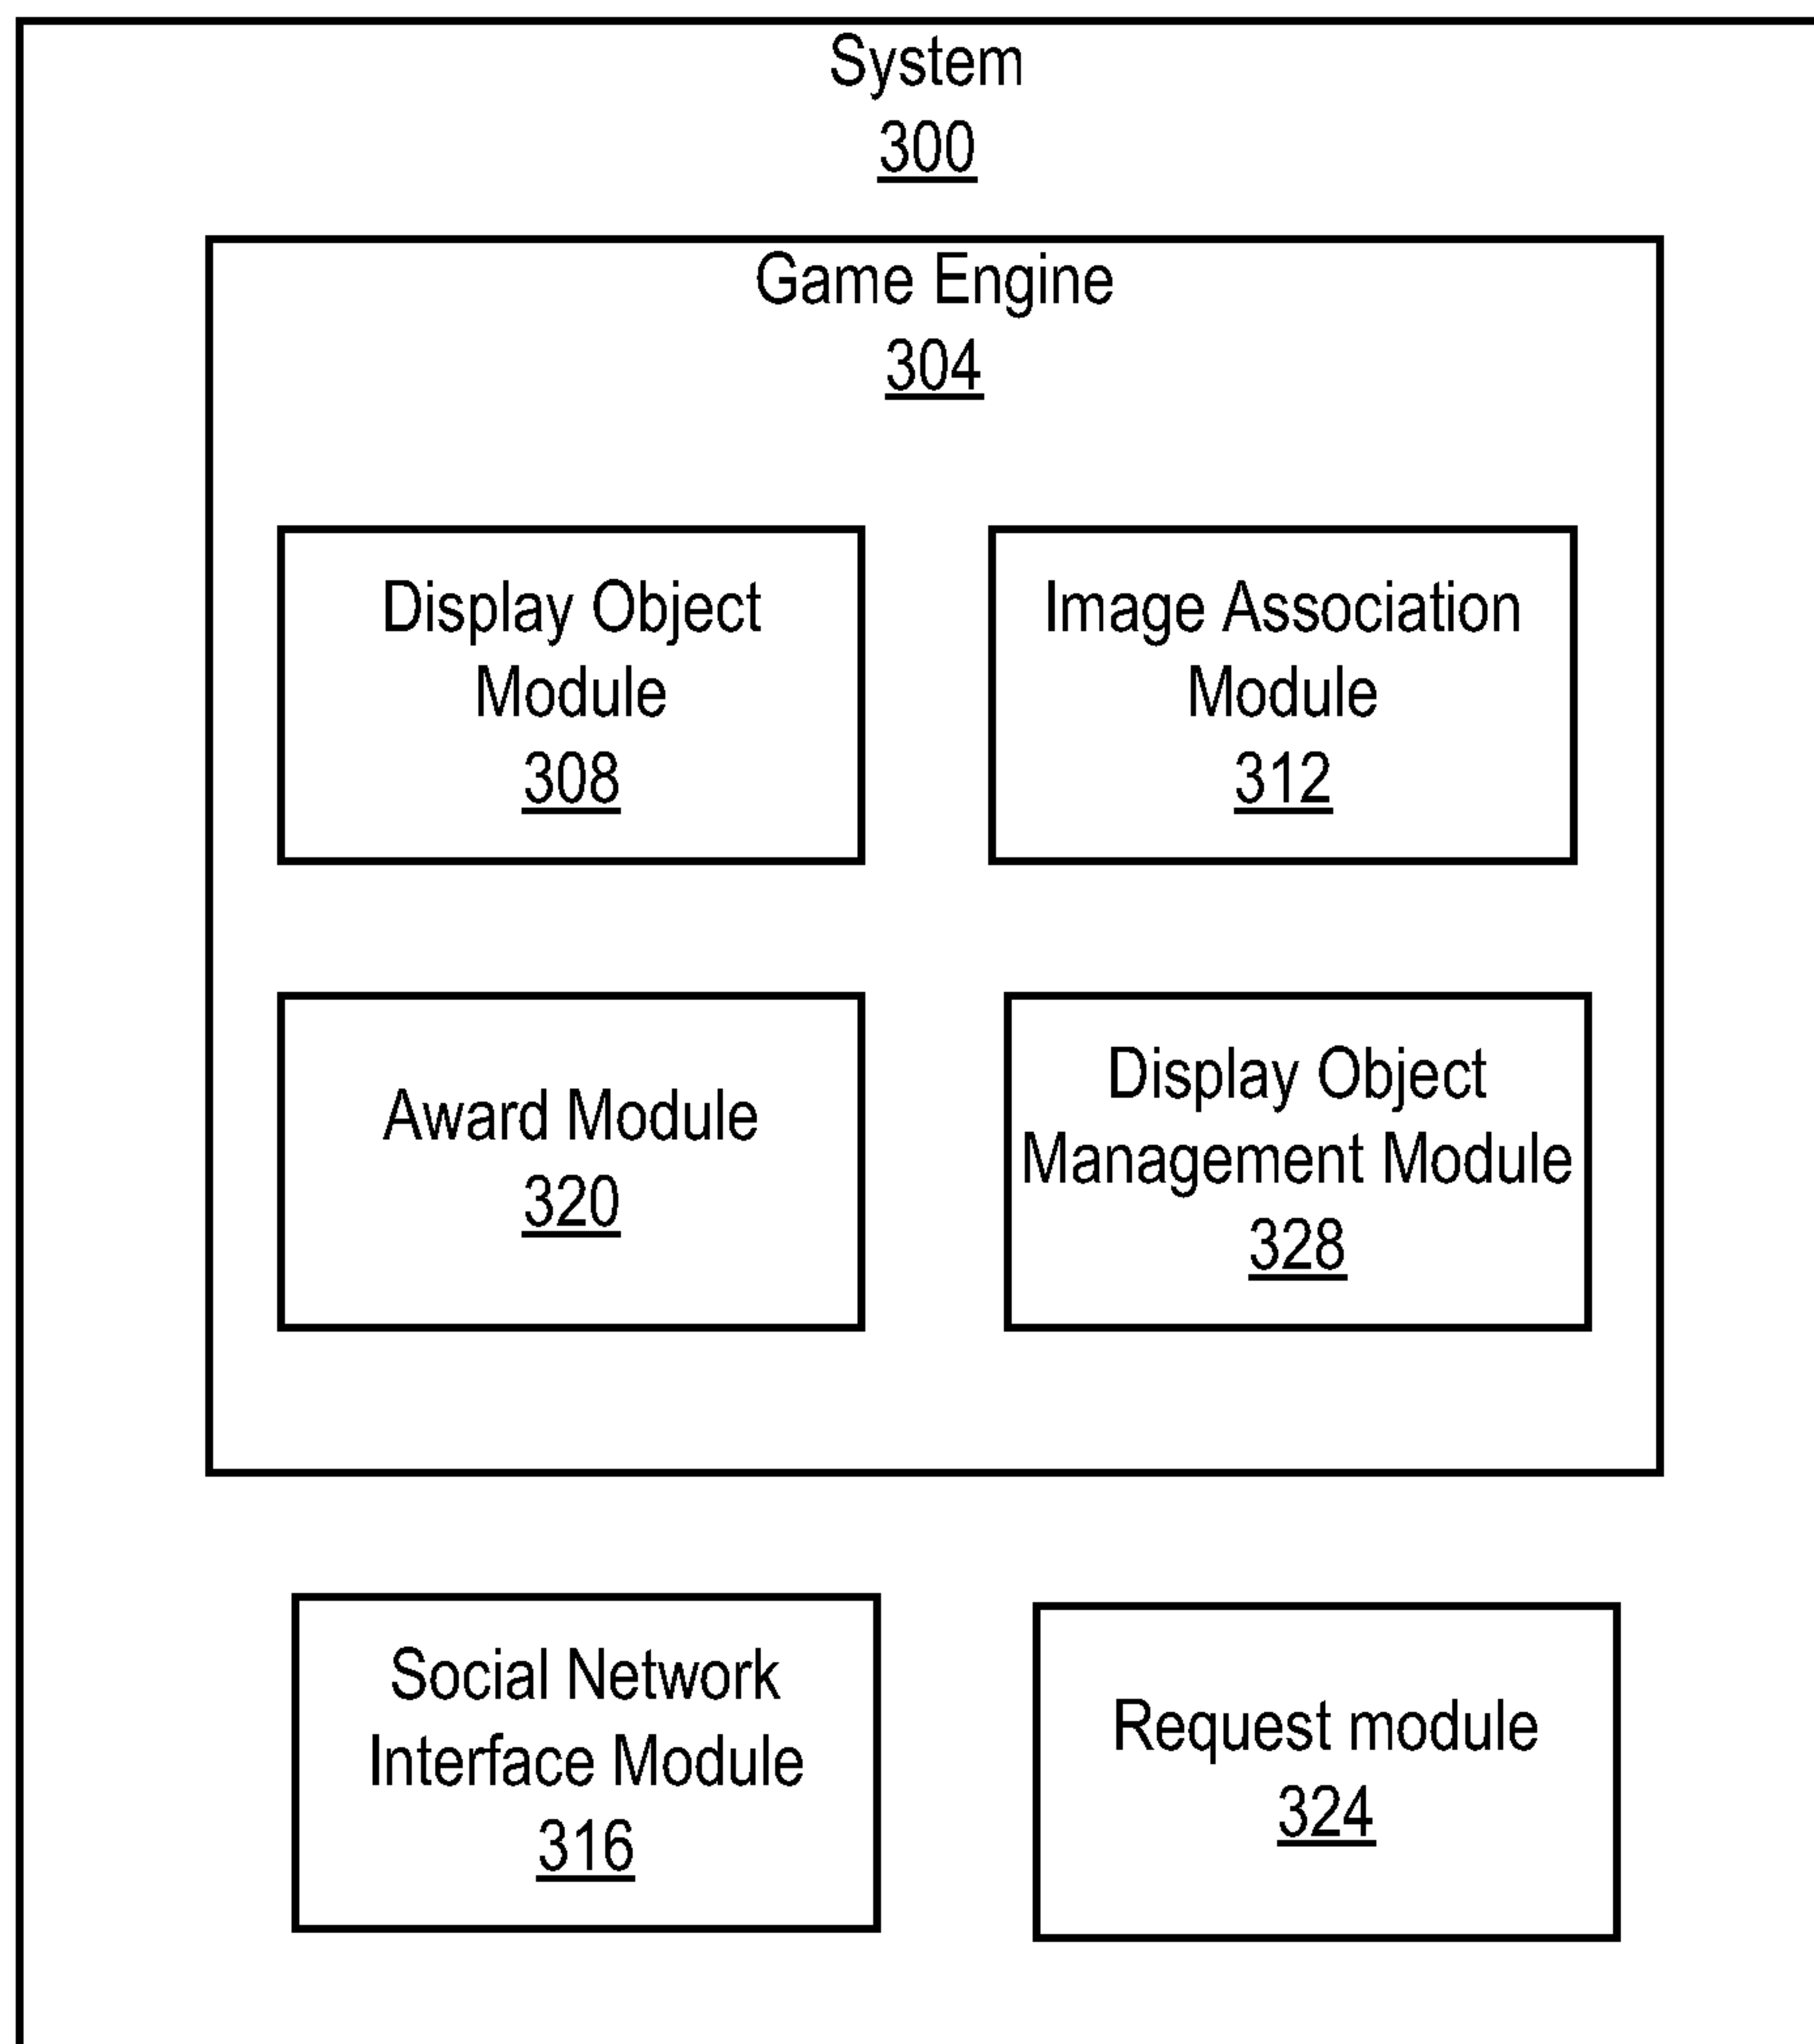 System
300
Game Engine
304
Display Object
Module
308
Image Association
Module
312
Award Module
320
Display Object
Management Module
328
Social Network
Interface Module
316
Request module
324